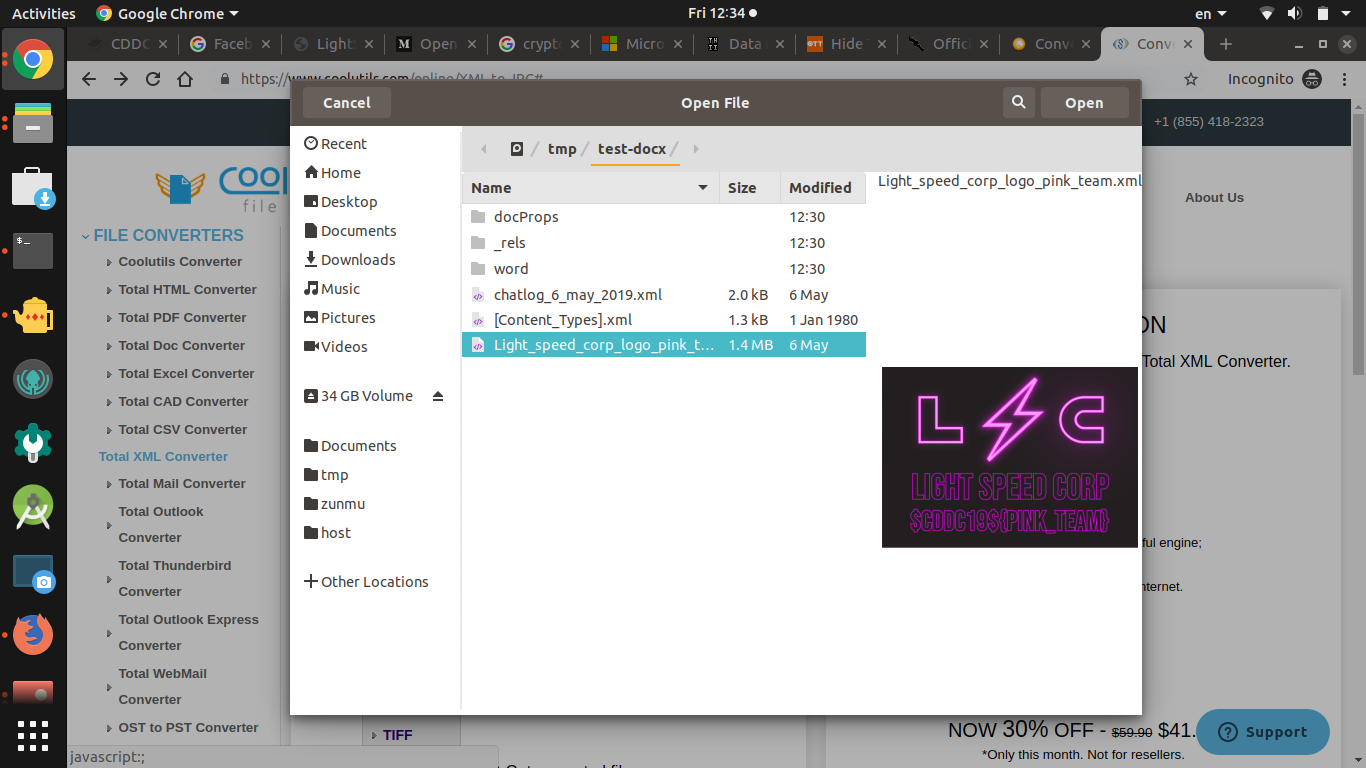 Activities
Google Chrome
Fri 12:34
en
CDDC
Faceb
Light
Open
crypt
Micro
Data
Hide
Offic
Conv
Conv
https://www.coolutils.com/online/XML-to-JPG#
Incognito
Cancel
Open File
Open
+1 (855) 418-2323
About Us
COOL
file
FILE CONVERTERS
Coolutils Converter
Total HTML Converter
Total PDF Converter
Total Doc Converter
Total Excel Converter
Total CAD Converter
Total CSV Converter
Total XML Converter
Total Mail Converter
Total Outlook
Converter
Total Thunderbird
Converter
Total Outlook Express
Converter
Total WebMail
Converter
OST to PST Converter
javascript:;
Recent
Home
Desktop
Documents
Downloads
Music
Pictures
Videos
34 GB Volume
Documents
tmp
zunmu
host
Other Locations
/ tmp / test-docx /
Name Size Modified
docProps 12:30
_rels 12:30
word 12:30
chatlog_6_may_2019.xml 2.0 kB 6 May
[Content_Types].xml 1.3 kB 1 Jan 1980
Light_speed_corp_logo_pink_t... 1.4 MB 6 May
Light_speed_corp_logo_pink_team.xml
L C
LIGHT SPEED CORP
$CDDC19${PINK_TEAM}
ON
Total XML Converter.
ful engine;
nternet.
TIFF
NOW 30% OFF - $59.90 $41.
*Only this month. Not for resellers.
Support